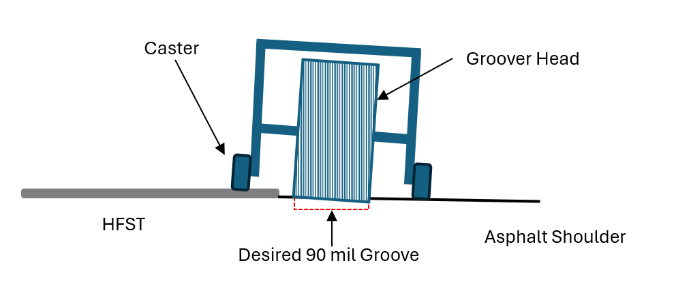 Caster
Groover Head
HFST
Desired 90 mil Groove
Asphalt Shoulder